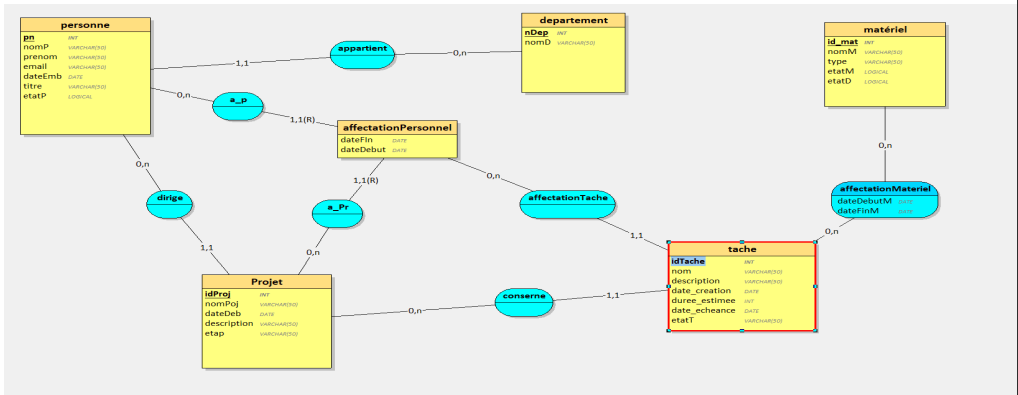 personne
pn INT
nomP VARCHAR(50)
prenom VARCHAR(50)
email VARCHAR(50)
dateEmb DATE
titre VARCHAR(50)
etatP LOGICAL
1,1
appartient
0,n
departement
nDep INT
nomD VARCHAR(50)
matériel
id_mat INT
nomM VARCHAR(50)
type VARCHAR(50)
etatM LOGICAL
etatD LOGICAL
0,n
a_p
1,1(R)
affectationPersonnel
dateFin DATE
dateDebut DATE
0,n
dirige
1,1
1,1(R)
a_Pr
0,n
0,n
affectationTache
1,1
0,n
affectationMateriel
dateDebutM DATE
dateFinM DATE
0,n
Projet
idProj INT
nomPoj VARCHAR(50)
dateDeb DATE
description VARCHAR(50)
etap VARCHAR(50)
0,n
conserne
1,1
tache
idTache INT
nom VARCHAR(50)
description VARCHAR(50)
date_creation DATE
duree_estimee INT
date_echeance DATE
etatT VARCHAR(50)